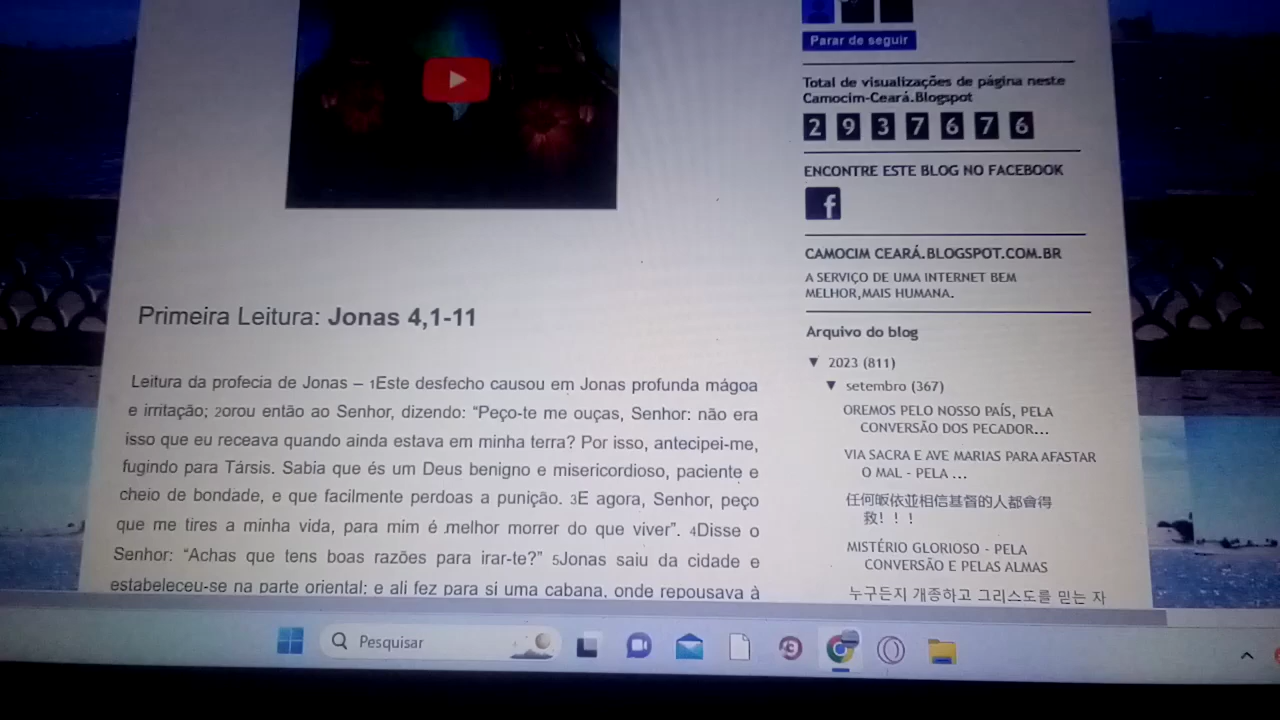 Primeira Leitura: Jonas 4,1-11
Leitura da profecia de Jonas – 1Este desfecho causou em Jonas profunda mágoa
e irritação; 2orou então ao Senhor, dizendo: “Peço-te me ouças, Senhor: não era
isso que eu receava quando ainda estava em minha terra? Por isso, antecipei-me,
fugindo para Társis. Sabia que és um Deus benigno e misericordioso, paciente e
cheio de bondade, e que facilmente perdoas a punição. 3E agora, Senhor, peço
que me tires a minha vida, para mim é melhor morrer do que viver”. 4Disse o
Senhor: “Achas que tens boas razões para irar-te?” 5Jonas saiu da cidade e
estabeleceu-se na parte oriental; e ali fez para si uma cabana, onde repousava à
Parar de seguir
Total de visualizações de página neste
Camocim-Ceará.Blogspot
2937676
ENCONTRE ESTE BLOG NO FACEBOOK
f
CAMOCIM CEARÁ.BLOGSPOT.COM.BR
A SERVIÇO DE UMA INTERNET BEM
MELHOR,MAIS HUMANA.
Arquivo do blog
▼ 2023 (811)
▼ setembro (367)
OREMOS PELO NOSSO PAÍS, PELA
CONVERSÃO DOS PECADOR...
VIA SACRA E AVE MARIAS PARA AFASTAR
O MAL - PELA ...
任何皈依並相信基督的人都會得
救！！！
MISTÉRIO GLORIOSO - PELA
CONVERSÃO E PELAS ALMAS
누구든지 개종하고 그리스도를 믿는 자
Pesquisar